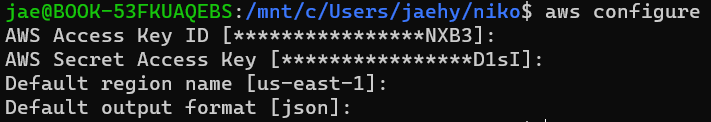 jae@BOOK-53FKUAQEBS:/mnt/c/Users/jaehy/niko$ aws configure
AWS Access Key ID [****************NXB3]:
AWS Secret Access Key [****************D1sI]:
Default region name [us-east-1]:
Default output format [json]: